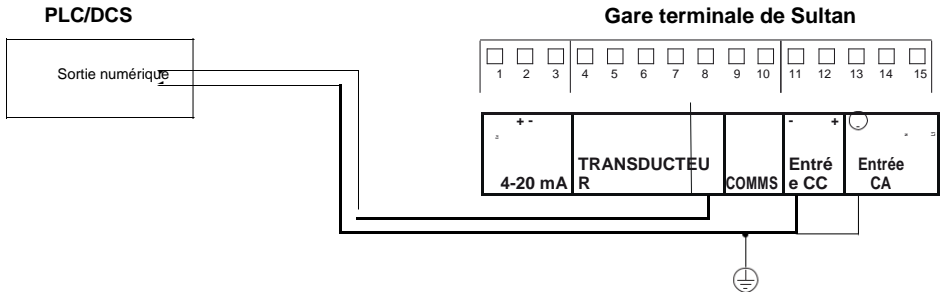 PLC/DCS
Gare terminale de Sultan
Sortie numérique
1 2 3 4 5 6 7 8 9 10 11 12 13 14 15
+ - - +
TRANSDUCTEU
R
4-20 mA
COMMS
Entré
e CC
Entrée
CA